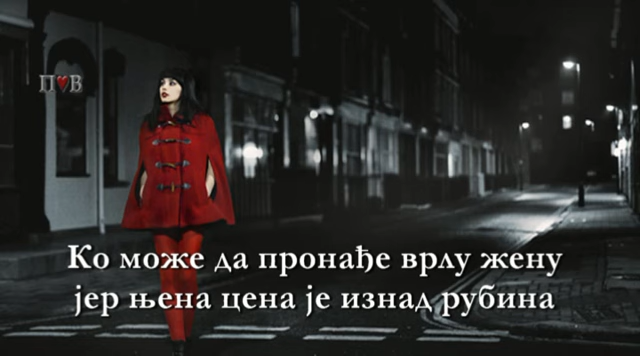 П♥В
Ко може да пронађе врлу жену
јер њена цена је изнад рубина